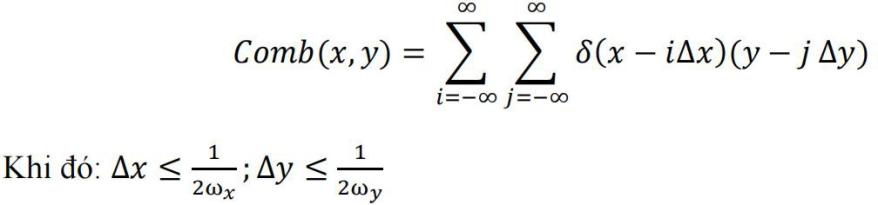 Comb(x, y) = ∑_{i=−∞}^{∞} ∑_{j=−∞}^{∞} δ(x − iΔx)(y − j Δy)
Khi đó: Δx ≤ 1/(2ω_x) ; Δy ≤ 1/(2ω_y)